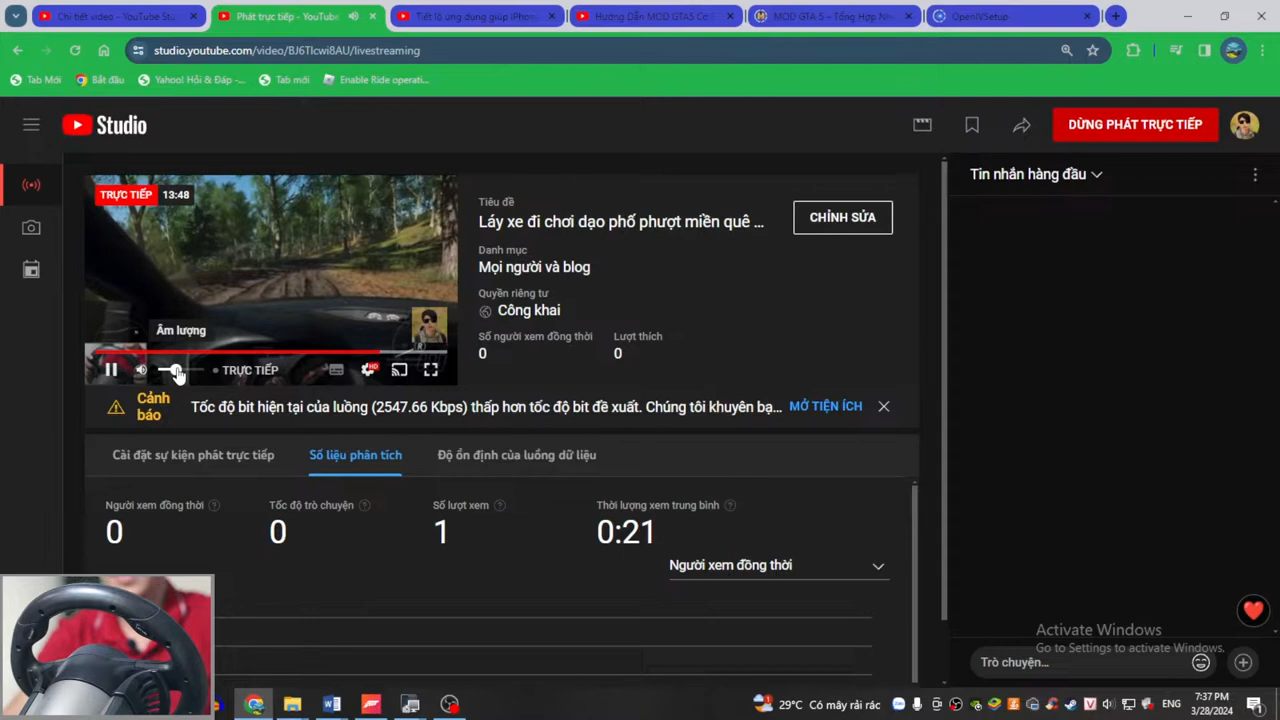 Chi tiết video - YouTube Stu
Phát trực tiếp - YouTube
Tiết lộ ứng dụng giúp iPhon
Hướng Dẫn MOD GTA5 Cơ B
MOD GTA 5 – Tổng Hợp Nh
OpenIVSetup
studio.youtube.com/video/BJ6TIcwi8AU/livestreaming
Tab Mới
Bắt đầu
Yahoo! Hỏi & Đáp -...
Tab mới
Enable Ride operati...
Studio
DỪNG PHÁT TRỰC TIẾP
TRỰC TIẾP 13:48
Tiêu đề
Láy xe đi chơi dạo phố phượt miền quê ...
CHỈNH SỬA
Danh mục
Mọi người và blog
Quyền riêng tư
Công khai
Số người xem đồng thời
Lượt thích
0
0
Âm lượng
TRỰC TIẾP
HD
Cảnh báo
Tốc độ bit hiện tại của luồng (2547.66 Kbps) thấp hơn tốc độ bit đề xuất. Chúng tôi khuyên bạ...
MỞ TIỆN ÍCH
Cài đặt sự kiện phát trực tiếp
Số liệu phân tích
Độ ổn định của luồng dữ liệu
Người xem đồng thời
Tốc độ trò chuyện
Số lượt xem
Thời lượng xem trung bình
0
0
1
0:21
Người xem đồng thời
Tin nhắn hàng đầu
Activate Windows
Go to Settings to activate Windows.
Trò chuyện...
29°C Có mây rải rác
7:37 PM
3/28/2024